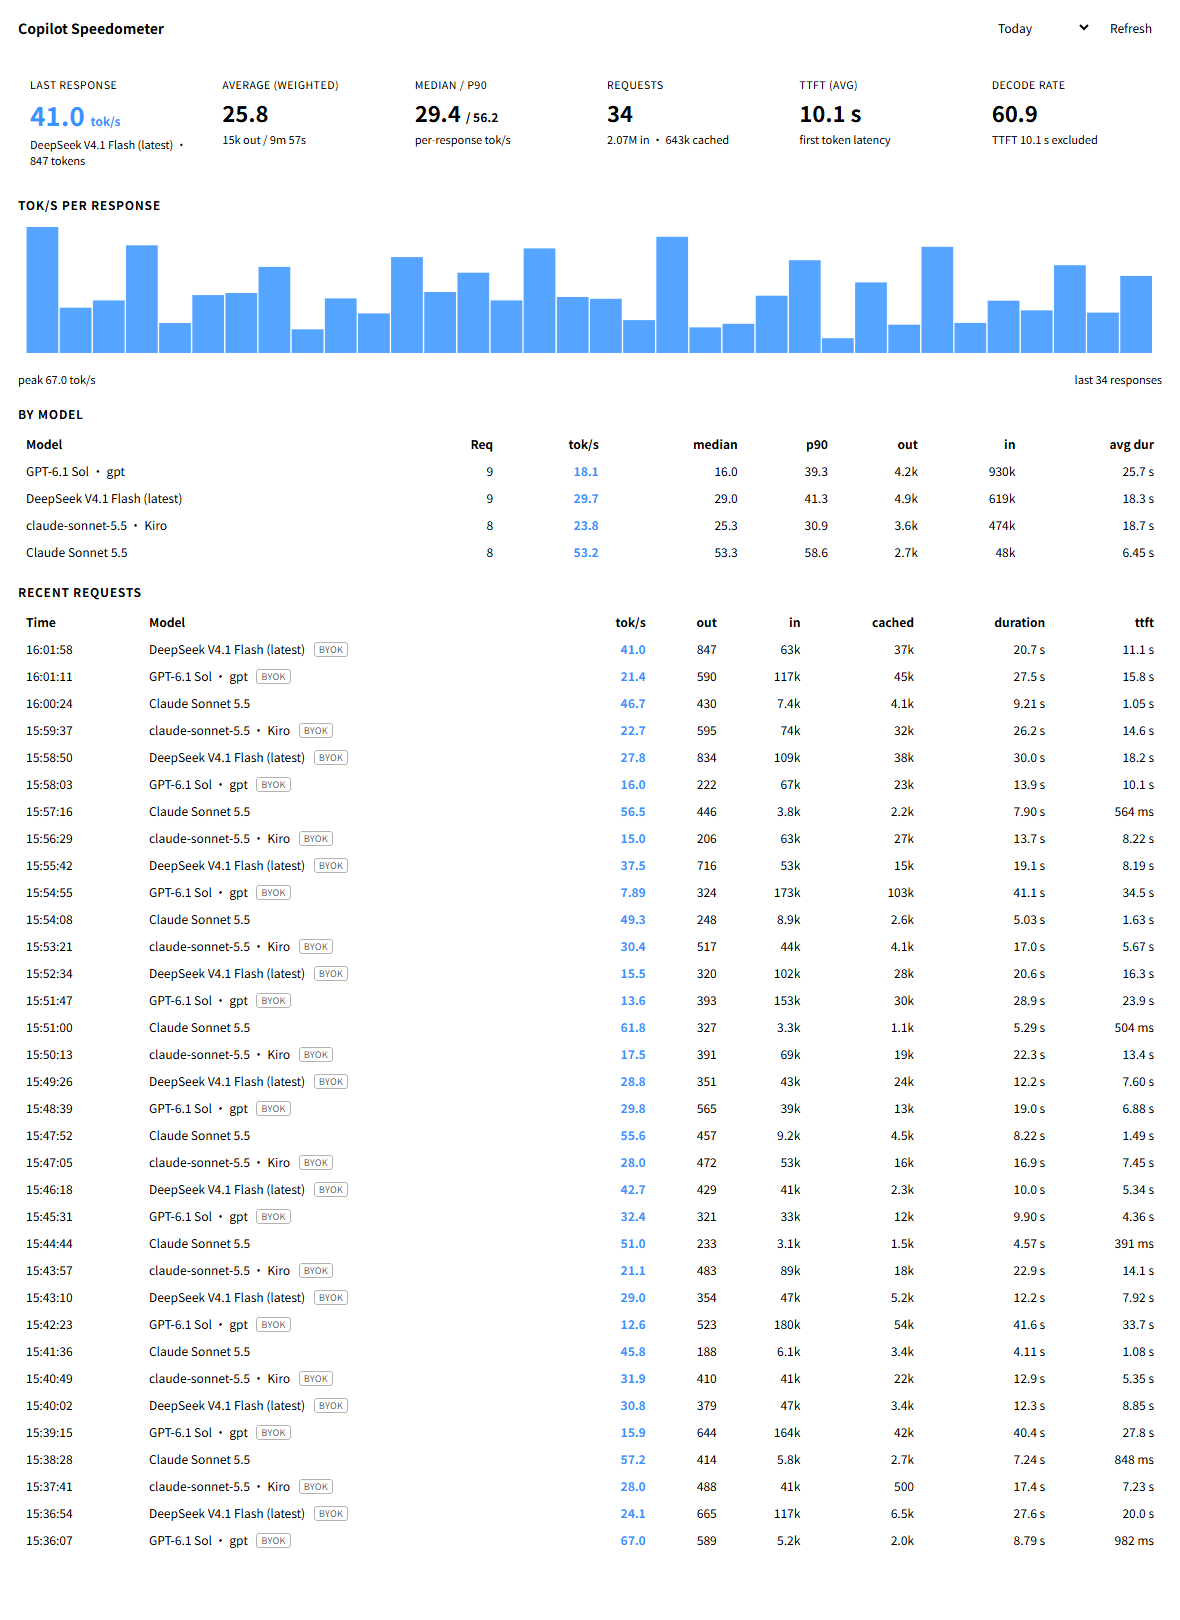 Copilot Speedometer Today Refresh
LAST RESPONSE AVERAGE (WEIGHTED) MEDIAN / P90 REQUESTS TTFT (AVG) DECODE RATE
41.0 tok/s 25.8 29.4 / 56.2 34 10.1 s 60.9
DeepSeek V4.1 Flash (latest) • 15k out / 9m 57s per-response tok/s 2.07M in • 643k cached first token latency TTFT 10.1 s excluded
847 tokens
TOK/S PER RESPONSE
peak 67.0 tok/s last 34 responses
BY MODEL
Model Req tok/s median p90 out in avg dur
GPT-6.1 Sol • gpt 9 18.1 16.0 39.3 4.2k 930k 25.7 s
DeepSeek V4.1 Flash (latest) 9 29.7 29.0 41.3 4.9k 619k 18.3 s
claude-sonnet-5.5 • Kiro 8 23.8 25.3 30.9 3.6k 474k 18.7 s
Claude Sonnet 5.5 8 53.2 53.3 58.6 2.7k 48k 6.45 s
RECENT REQUESTS
Time Model tok/s out in cached duration ttft
16:01:58 DeepSeek V4.1 Flash (latest) BYOK 41.0 847 63k 37k 20.7 s 11.1 s
16:01:11 GPT-6.1 Sol • gpt BYOK 21.4 590 117k 45k 27.5 s 15.8 s
16:00:24 Claude Sonnet 5.5 46.7 430 7.4k 4.1k 9.21 s 1.05 s
15:59:37 claude-sonnet-5.5 • Kiro BYOK 22.7 595 74k 32k 26.2 s 14.6 s
15:58:50 DeepSeek V4.1 Flash (latest) BYOK 27.8 834 109k 38k 30.0 s 18.2 s
15:58:03 GPT-6.1 Sol • gpt BYOK 16.0 222 67k 23k 13.9 s 10.1 s
15:57:16 Claude Sonnet 5.5 56.5 446 3.8k 2.2k 7.90 s 564 ms
15:56:29 claude-sonnet-5.5 • Kiro BYOK 15.0 206 63k 27k 13.7 s 8.22 s
15:55:42 DeepSeek V4.1 Flash (latest) BYOK 37.5 716 53k 15k 19.1 s 8.19 s
15:54:55 GPT-6.1 Sol • gpt BYOK 7.89 324 173k 103k 41.1 s 34.5 s
15:54:08 Claude Sonnet 5.5 49.3 248 8.9k 2.6k 5.03 s 1.63 s
15:53:21 claude-sonnet-5.5 • Kiro BYOK 30.4 517 44k 4.1k 17.0 s 5.67 s
15:52:34 DeepSeek V4.1 Flash (latest) BYOK 15.5 320 102k 28k 20.6 s 16.3 s
15:51:47 GPT-6.1 Sol • gpt BYOK 13.6 393 153k 30k 28.9 s 23.9 s
15:51:00 Claude Sonnet 5.5 61.8 327 3.3k 1.1k 5.29 s 504 ms
15:50:13 claude-sonnet-5.5 • Kiro BYOK 17.5 391 69k 19k 22.3 s 13.4 s
15:49:26 DeepSeek V4.1 Flash (latest) BYOK 28.8 351 43k 24k 12.2 s 7.60 s
15:48:39 GPT-6.1 Sol • gpt BYOK 29.8 565 39k 13k 19.0 s 6.88 s
15:47:52 Claude Sonnet 5.5 55.6 457 9.2k 4.5k 8.22 s 1.49 s
15:47:05 claude-sonnet-5.5 • Kiro BYOK 28.0 472 53k 16k 16.9 s 7.45 s
15:46:18 DeepSeek V4.1 Flash (latest) BYOK 42.7 429 41k 2.3k 10.0 s 5.34 s
15:45:31 GPT-6.1 Sol • gpt BYOK 32.4 321 33k 12k 9.90 s 4.36 s
15:44:44 Claude Sonnet 5.5 51.0 233 3.1k 1.5k 4.57 s 391 ms
15:43:57 claude-sonnet-5.5 • Kiro BYOK 21.1 483 89k 18k 22.9 s 14.1 s
15:43:10 DeepSeek V4.1 Flash (latest) BYOK 29.0 354 47k 5.2k 12.2 s 7.92 s
15:42:23 GPT-6.1 Sol • gpt BYOK 12.6 523 180k 54k 41.6 s 33.7 s
15:41:36 Claude Sonnet 5.5 45.8 188 6.1k 3.4k 4.11 s 1.08 s
15:40:49 claude-sonnet-5.5 • Kiro BYOK 31.9 410 41k 22k 12.9 s 5.35 s
15:40:02 DeepSeek V4.1 Flash (latest) BYOK 30.8 379 47k 3.4k 12.3 s 8.85 s
15:39:15 GPT-6.1 Sol • gpt BYOK 15.9 644 164k 42k 40.4 s 27.8 s
15:38:28 Claude Sonnet 5.5 57.2 414 5.8k 2.7k 7.24 s 848 ms
15:37:41 claude-sonnet-5.5 • Kiro BYOK 28.0 488 41k 500 17.4 s 7.23 s
15:36:54 DeepSeek V4.1 Flash (latest) BYOK 24.1 665 117k 6.5k 27.6 s 20.0 s
15:36:07 GPT-6.1 Sol • gpt BYOK 67.0 589 5.2k 2.0k 8.79 s 982 ms